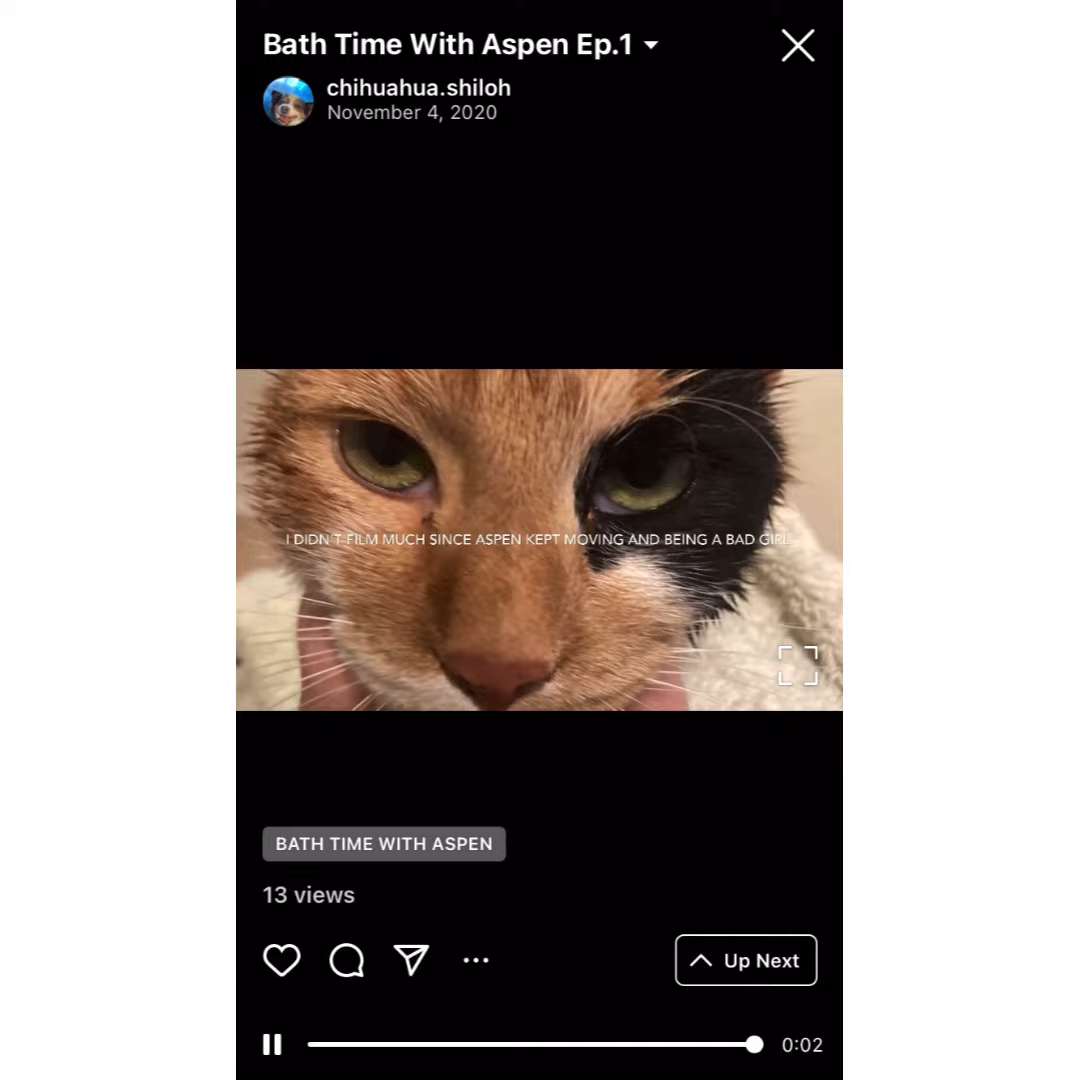 Bath Time With Aspen Ep.1
chihuahua.shiloh
November 4, 2020
I DIDN'T FILM MUCH SINCE ASPEN KEPT MOVING AND BEING A BAD GIRL
BATH TIME WITH ASPEN
13 views
Up Next
0:02